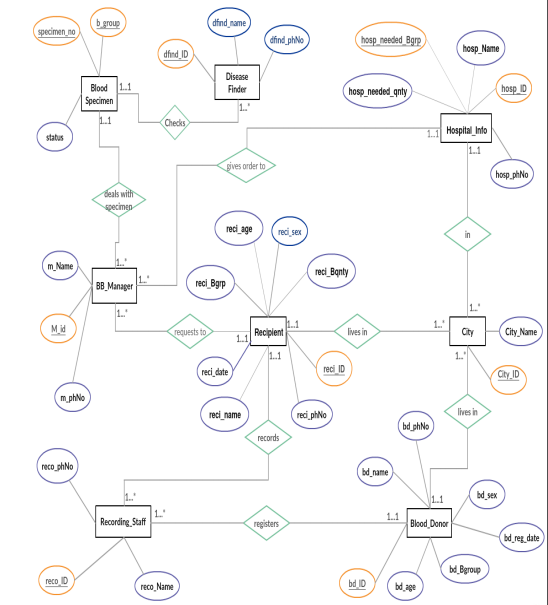 specimen_no
b_group
dfind_name
dfind_phNo
dfind_ID
hosp_needed_Bgrp
hosp_Name
hosp_ID
hosp_needed_qnty
Blood
Specimen
1...1
Disease
Finder
1...*
Checks
status
1...1
1...1
Hospital_Info
1...1
gives order to
hosp_phNo
deals with
specimen
reci_age
reci_sex
in
m_Name
1...*
BB_Manager
1...*
reci_Bgrp
reci_Bqnty
1...*
1...*
M_id
requests to
1...1
Recipient
1...1
lives in
1...*
City
City_Name
1...1
1...*
reci_date
reci_ID
City_ID
m_phNo
reci_name
reci_phNo
lives in
bd_phNo
records
reco_phNo
bd_name
1...*
1...1
bd_sex
Recording_Staff
1...*
registers
1...1
Blood_Donor
bd_reg_date
reco_ID
reco_Name
bd_ID
bd_age
bd_Bgroup